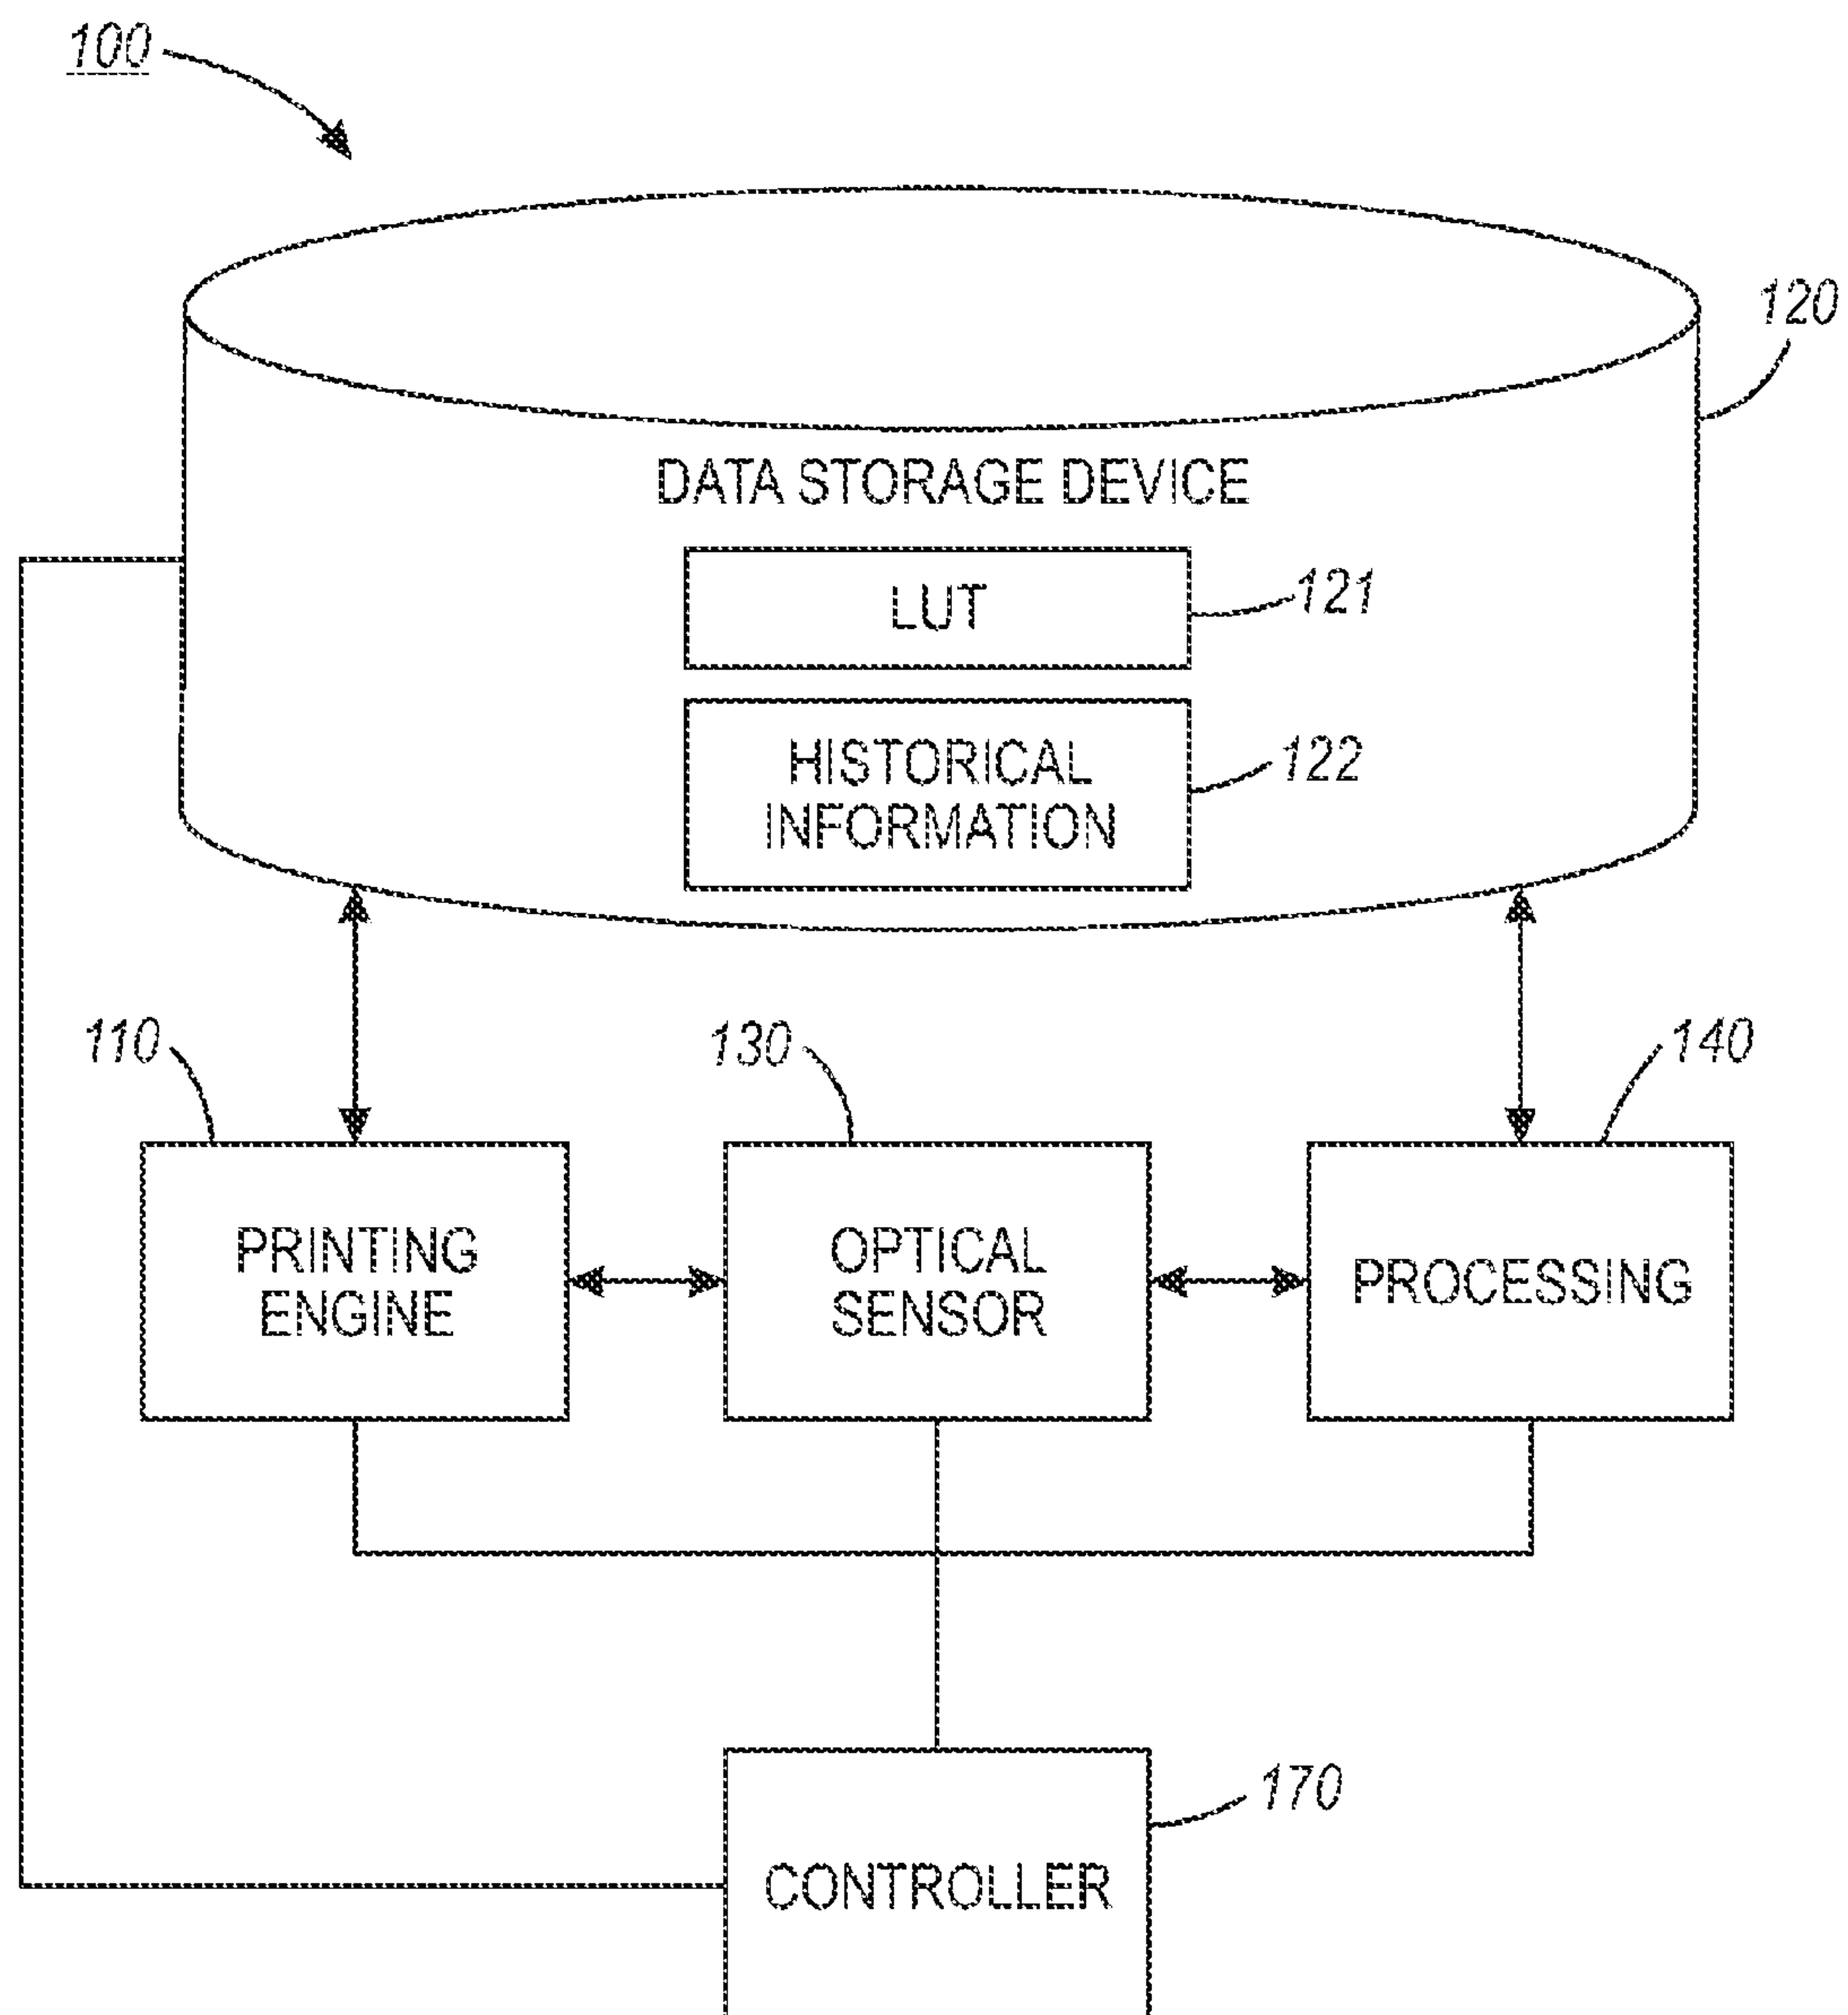 100
120
DATA STORAGE DEVICE
LUT
121
HISTORICAL
INFORMATION
122
110
130
140
PRINTING
ENGINE
OPTICAL
SENSOR
PROCESSING
170
CONTROLLER